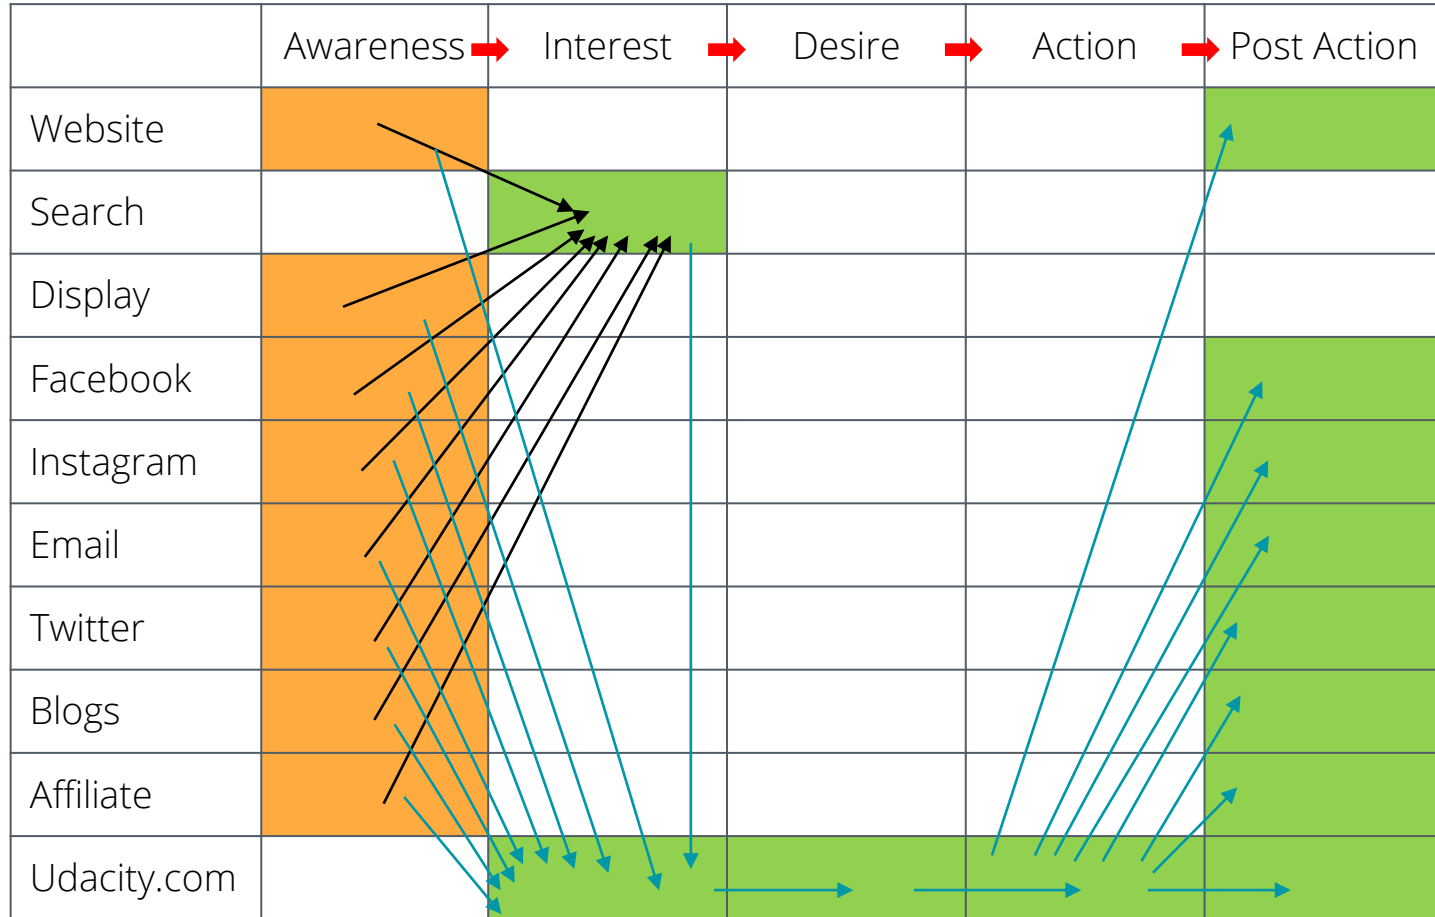 Awareness Interest Desire Action Post Action
Website
Search
Display
Facebook
Instagram
Email
Twitter
Blogs
Affiliate
Udacity.com